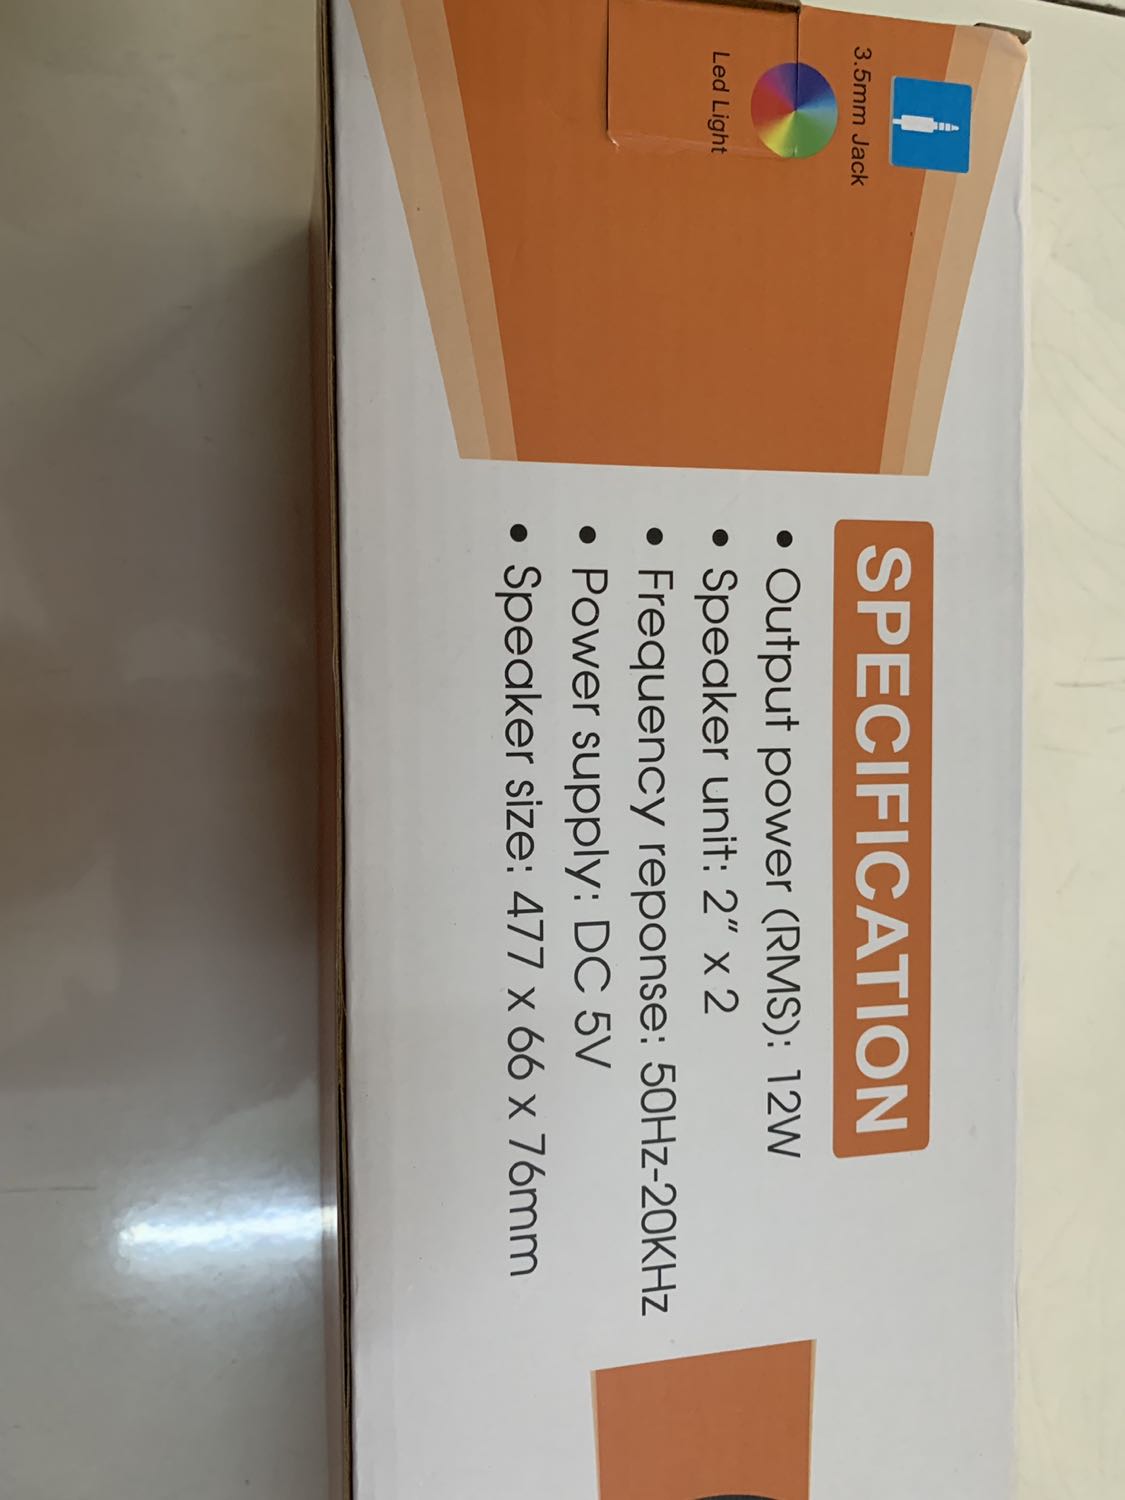 3.5mm Jack
Led Light
SPECIFICATION
• Output power (RMS): 12W
• Speaker unit: 2" x 2
• Frequency reponse: 50Hz-20KHz
• Power supply: DC 5V
• Speaker size: 477 x 66 x 76mm